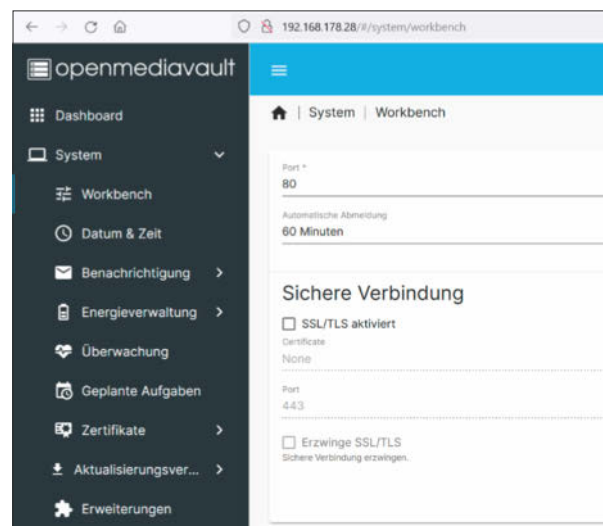 192.168.178.28/#/system/workbench
openmediavault
Dashboard
System
Workbench
Datum & Zeit
Benachrichtigung
Energieverwaltung
Überwachung
Geplante Aufgaben
Zertifikate
Aktualisierungsver...
Erweiterungen
| System | Workbench
Port *
80
Automatische Abmeldung
60 Minuten
Sichere Verbindung
SSL/TLS aktiviert
Certificate
None
Port
443
Erzwinge SSL/TLS
Sichere Verbindung erzwingen.